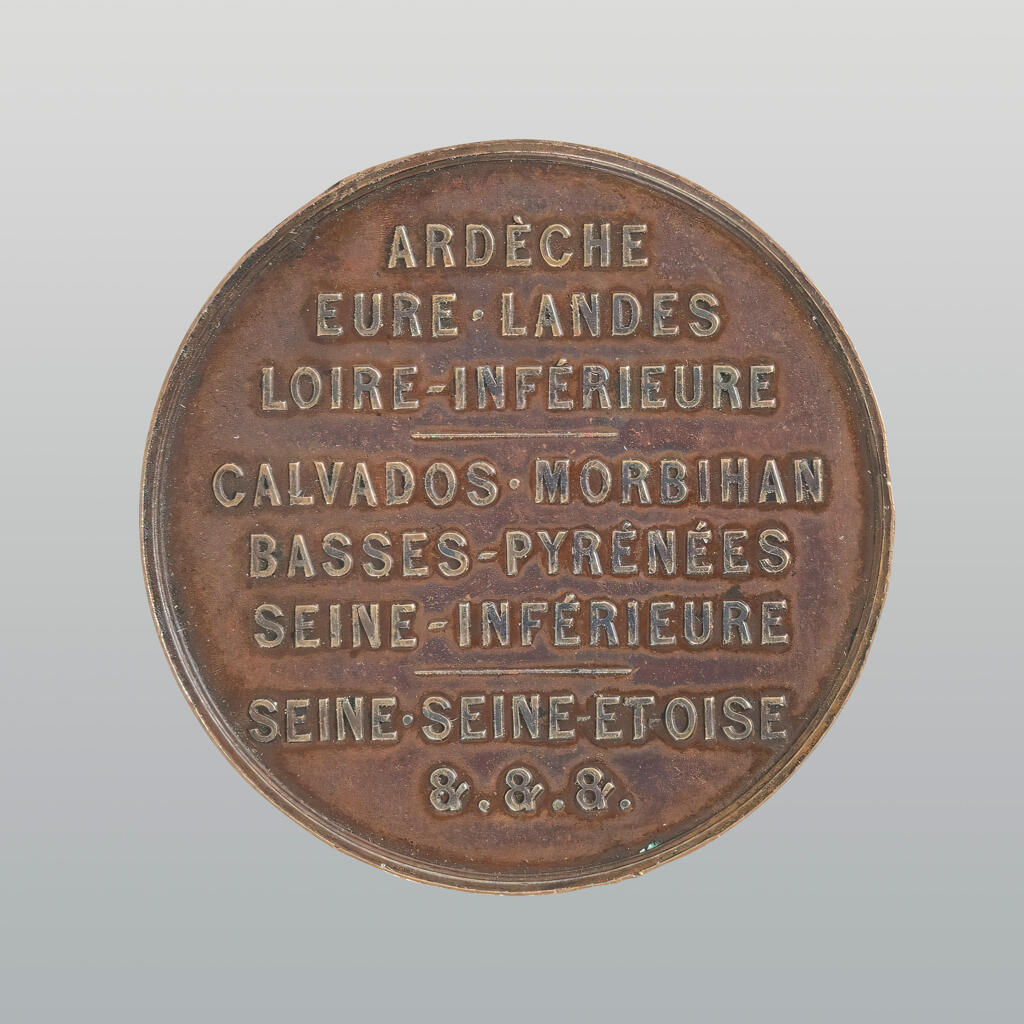 ARDÈCHE
EURE · LANDES
LOIRE-INFÉRIEURE
CALVADOS · MORBIHAN
BASSES-PYRÉNÉES
SEINE-INFÉRIEURE
SEINE · SEINE-ET-OISE
&.&.&.